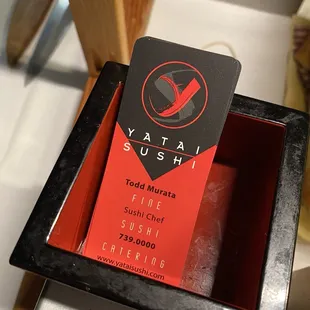 YATAI
SUSHI
Todd Murata
FINE
Sushi Chef
SUSHI
739.0000
CATERING
www.yataisushi.com